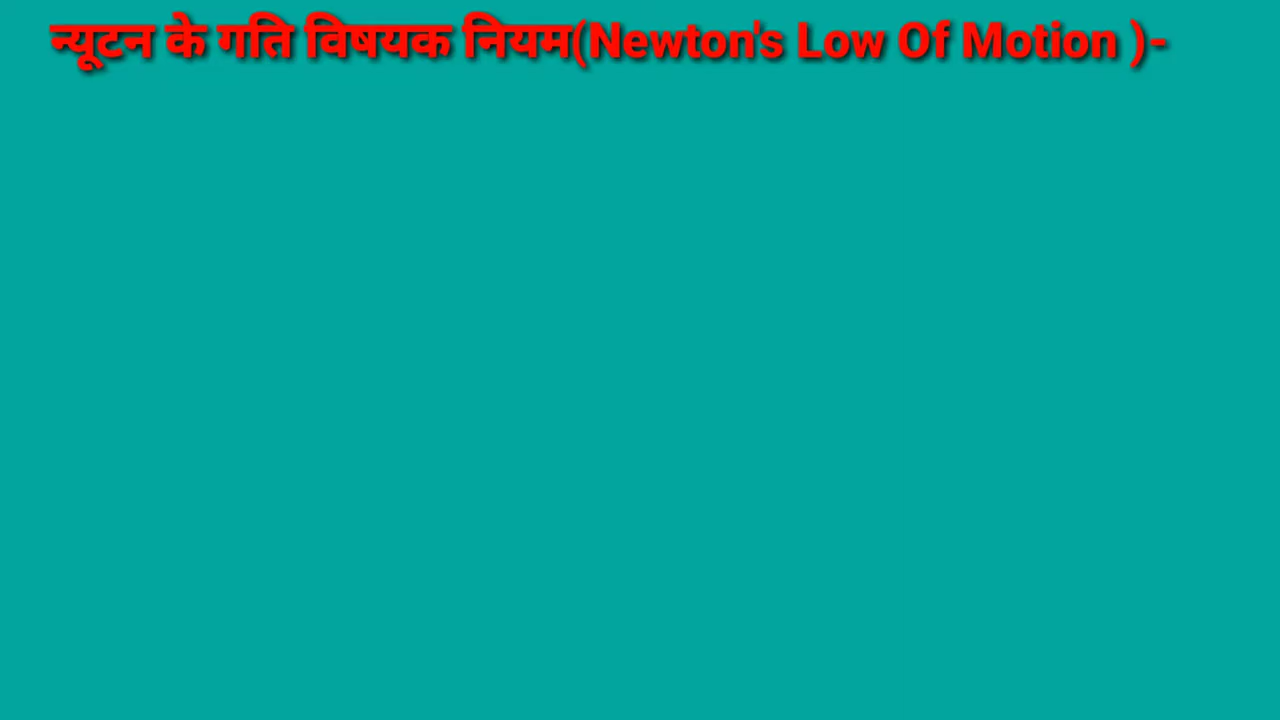 न्यूटन के गति विषयक नियम(Newton's Low Of Motion )-